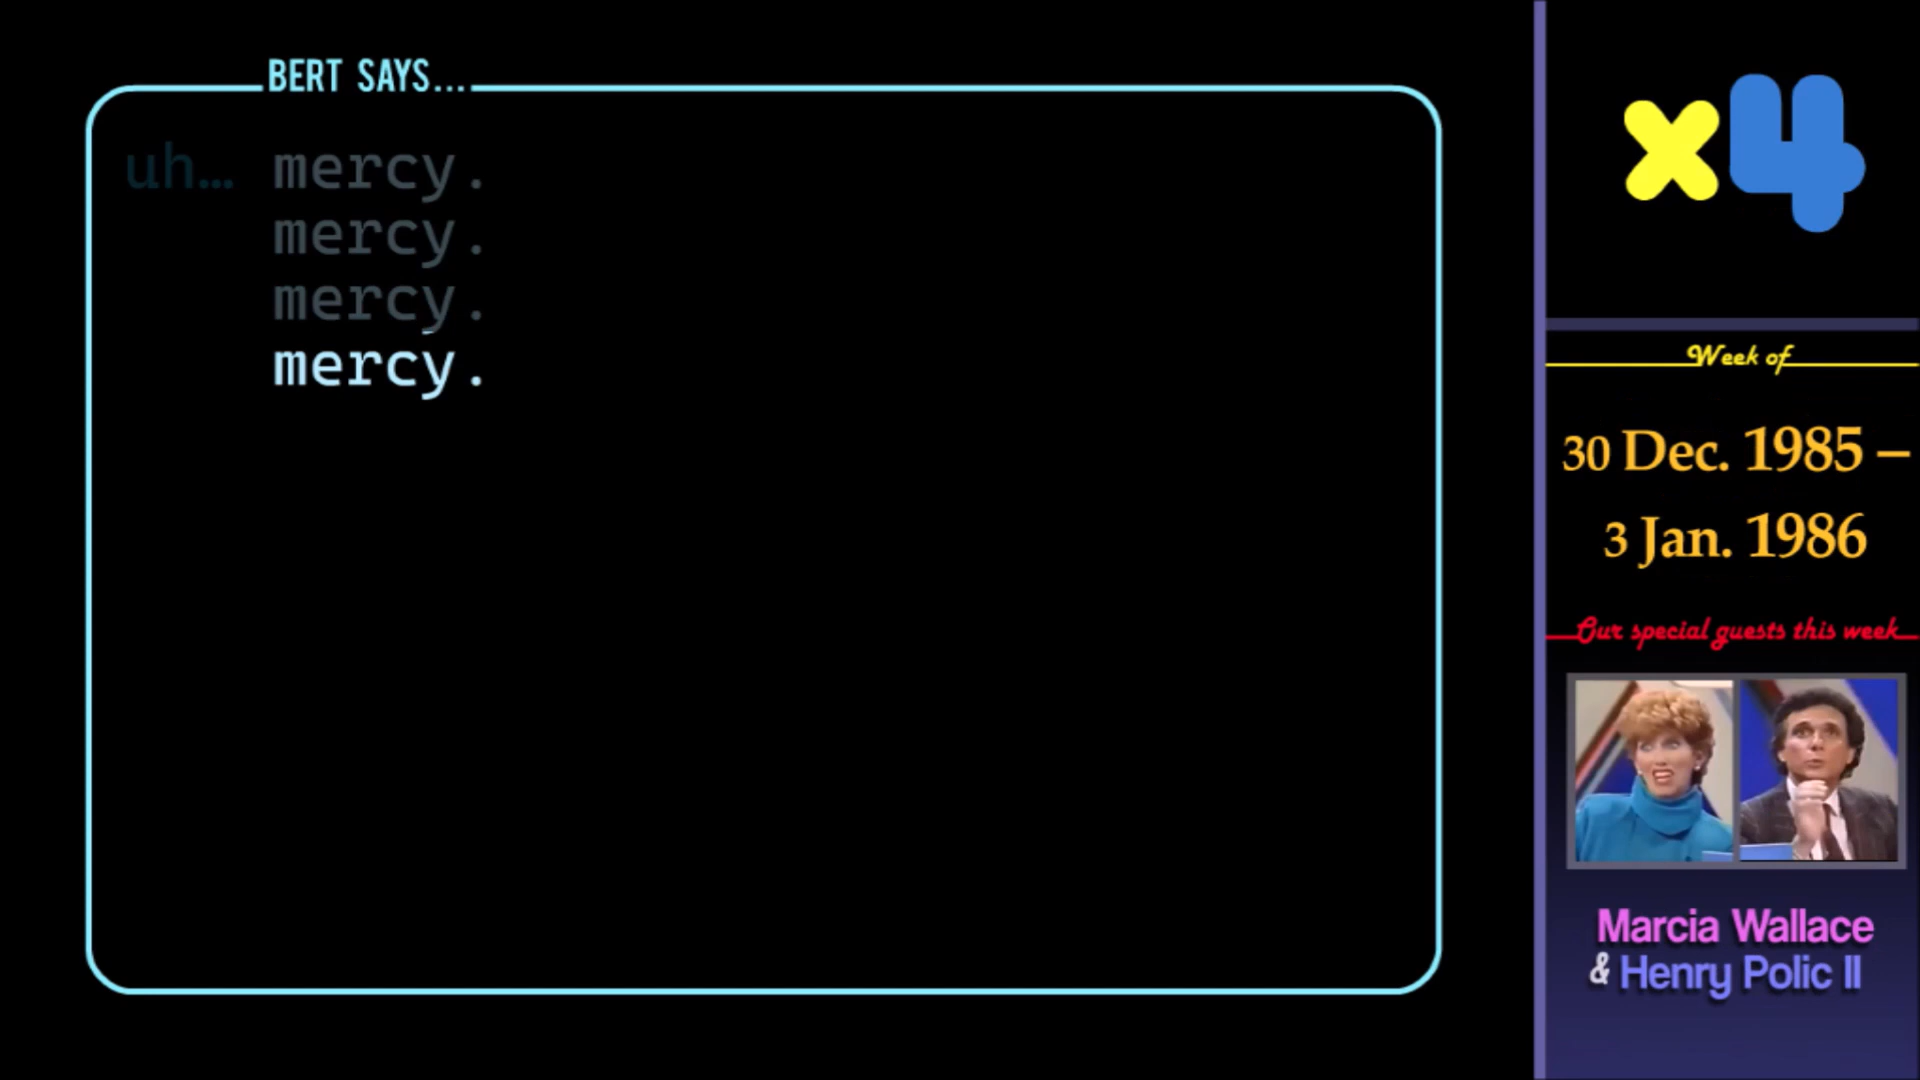 BERT SAYS...
uh… mercy.
mercy.
mercy.
mercy.
x4
Week of
30 Dec. 1985 –
3 Jan. 1986
Our special guests this week
Marcia Wallace
& Henry Polic II